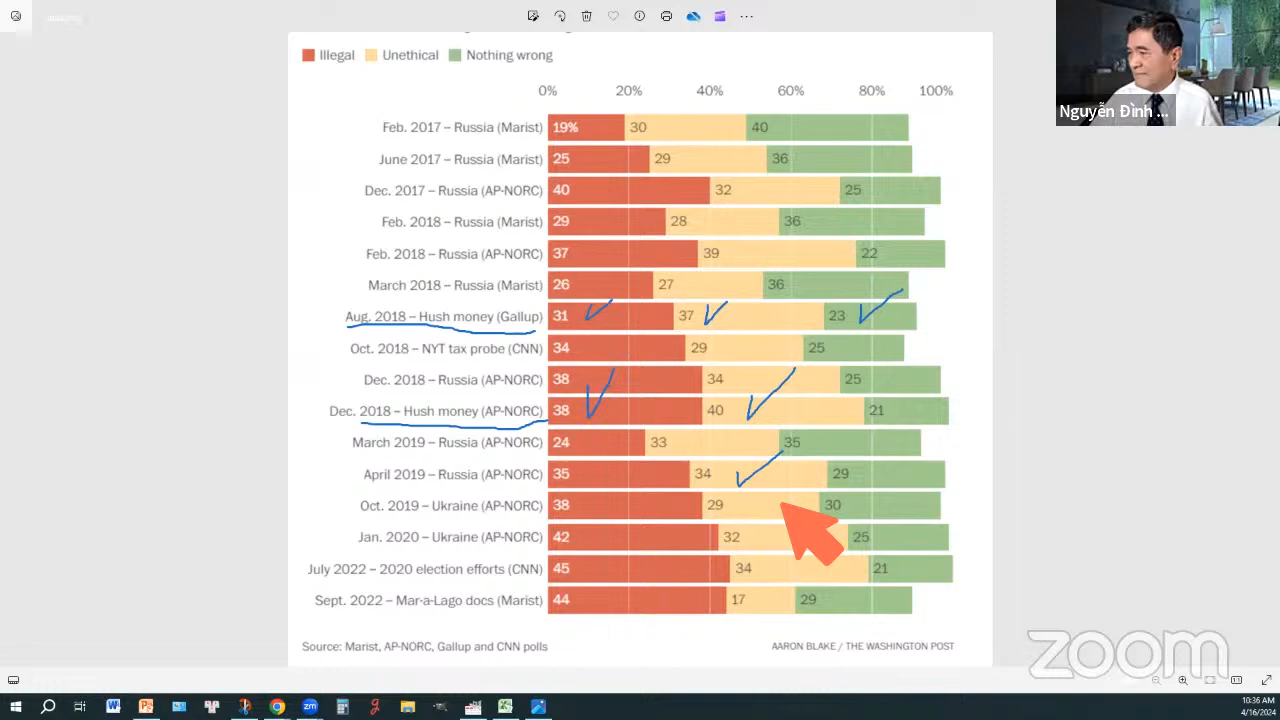 Illegal Unethical Nothing wrong
0% 20% 40% 60% 80% 100%
Feb. 2017 – Russia (Marist) 19% 30 40
June 2017 – Russia (Marist) 25 29 36
Dec. 2017 – Russia (AP-NORC) 40 32 25
Feb. 2018 – Russia (Marist) 29 28 36
Feb. 2018 – Russia (AP-NORC) 37 39 22
March 2018 – Russia (Marist) 26 27 36
Aug. 2018 – Hush money (Gallup) 31 37 23
Oct. 2018 – NYT tax probe (CNN) 34 29 25
Dec. 2018 – Russia (AP-NORC) 38 34 25
Dec. 2018 – Hush money (AP-NORC) 38 40 21
March 2019 – Russia (AP-NORC) 24 33 35
April 2019 – Russia (AP-NORC) 35 34 29
Oct. 2019 – Ukraine (AP-NORC) 38 29 30
Jan. 2020 – Ukraine (AP-NORC) 42 32 25
July 2022 – 2020 election efforts (CNN) 45 34 21
Sept. 2022 – Mar-a-Lago docs (Marist) 44 17 29
Source: Marist, AP-NORC, Gallup and CNN polls AARON BLAKE / THE WASHINGTON POST
Nguyễn Đình ...
zoom
10:36 AM
4/16/2024